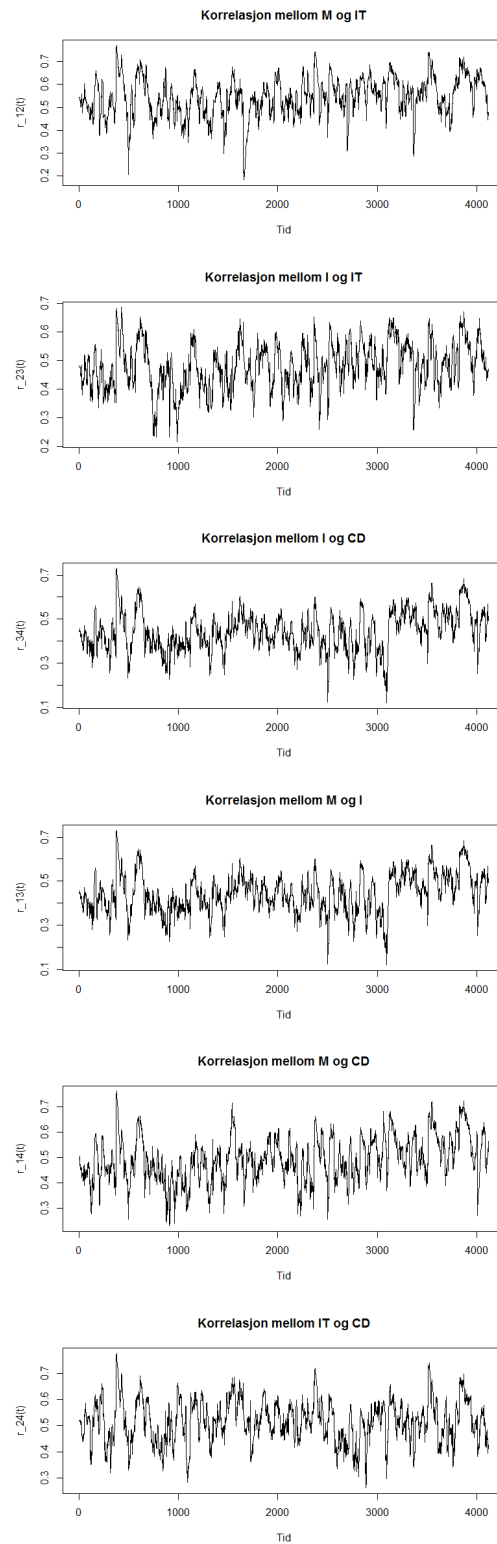 Korrelasjon mellom M og IT
r_12(t)
0.7
0.6
0.5
0.4
0.3
0.2
0 1000 2000 3000 4000
Tid
Korrelasjon mellom I og IT
r_23(t)
0.7
0.6
0.5
0.4
0.3
0.2
0 1000 2000 3000 4000
Tid
Korrelasjon mellom I og CD
r_34(t)
0.7
0.5
0.3
0.1
0 1000 2000 3000 4000
Tid
Korrelasjon mellom M og I
r_13(t)
0.7
0.5
0.3
0.1
0 1000 2000 3000 4000
Tid
Korrelasjon mellom M og CD
r_14(t)
0.7
0.6
0.5
0.4
0.3
0 1000 2000 3000 4000
Tid
Korrelasjon mellom IT og CD
r_24(t)
0.7
0.6
0.5
0.4
0.3
0 1000 2000 3000 4000
Tid